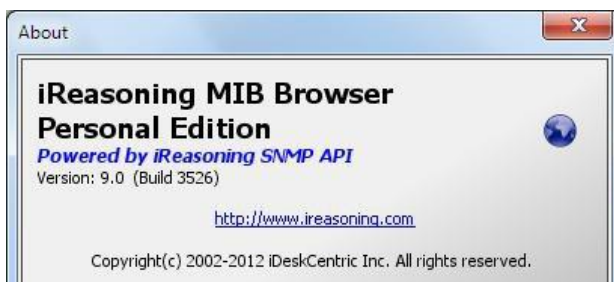 About
iReasoning MIB Browser
Personal Edition
Powered by iReasoning SNMP API
Version: 9.0 (Build 3526)
http://www.ireasoning.com
Copyright(c) 2002-2012 iDeskCentric Inc. All rights reserved.